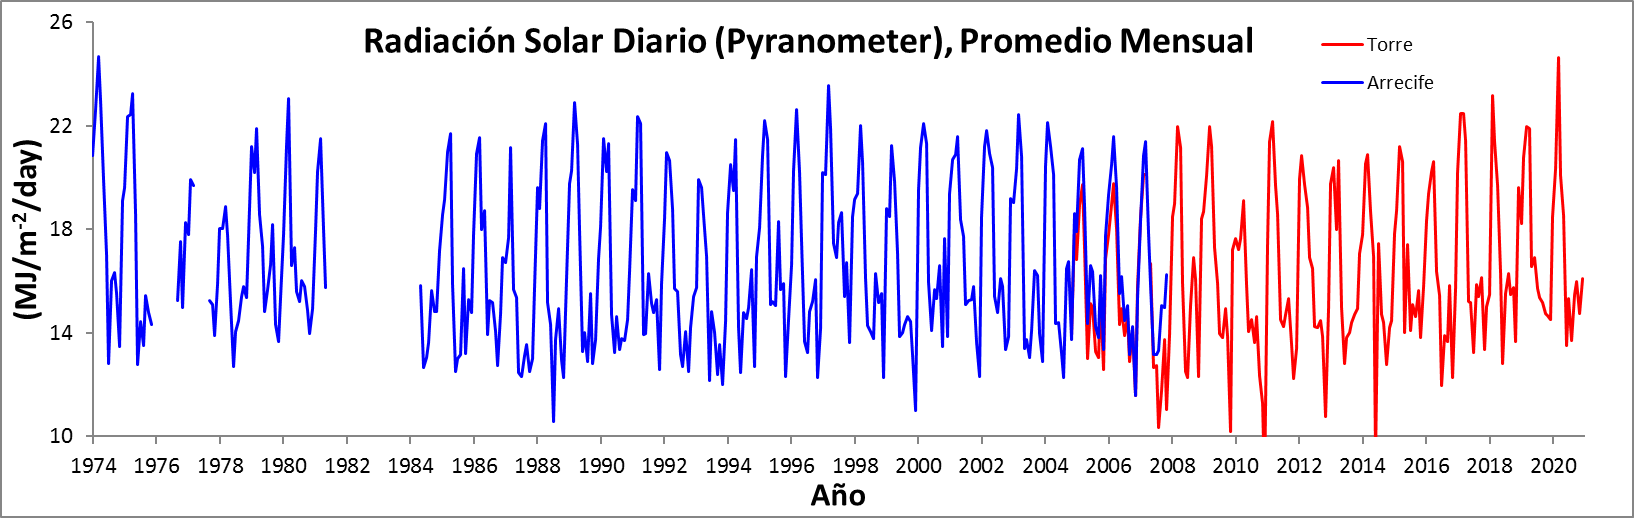 Radiación Solar Diario (Pyranometer), Promedio Mensual
Torre
Arrecife
(MJ/m⁻²/day)
26
22
18
14
10
1974 1976 1978 1980 1982 1984 1986 1988 1990 1992 1994 1996 1998 2000 2002 2004 2006 2008 2010 2012 2014 2016 2018 2020
Año